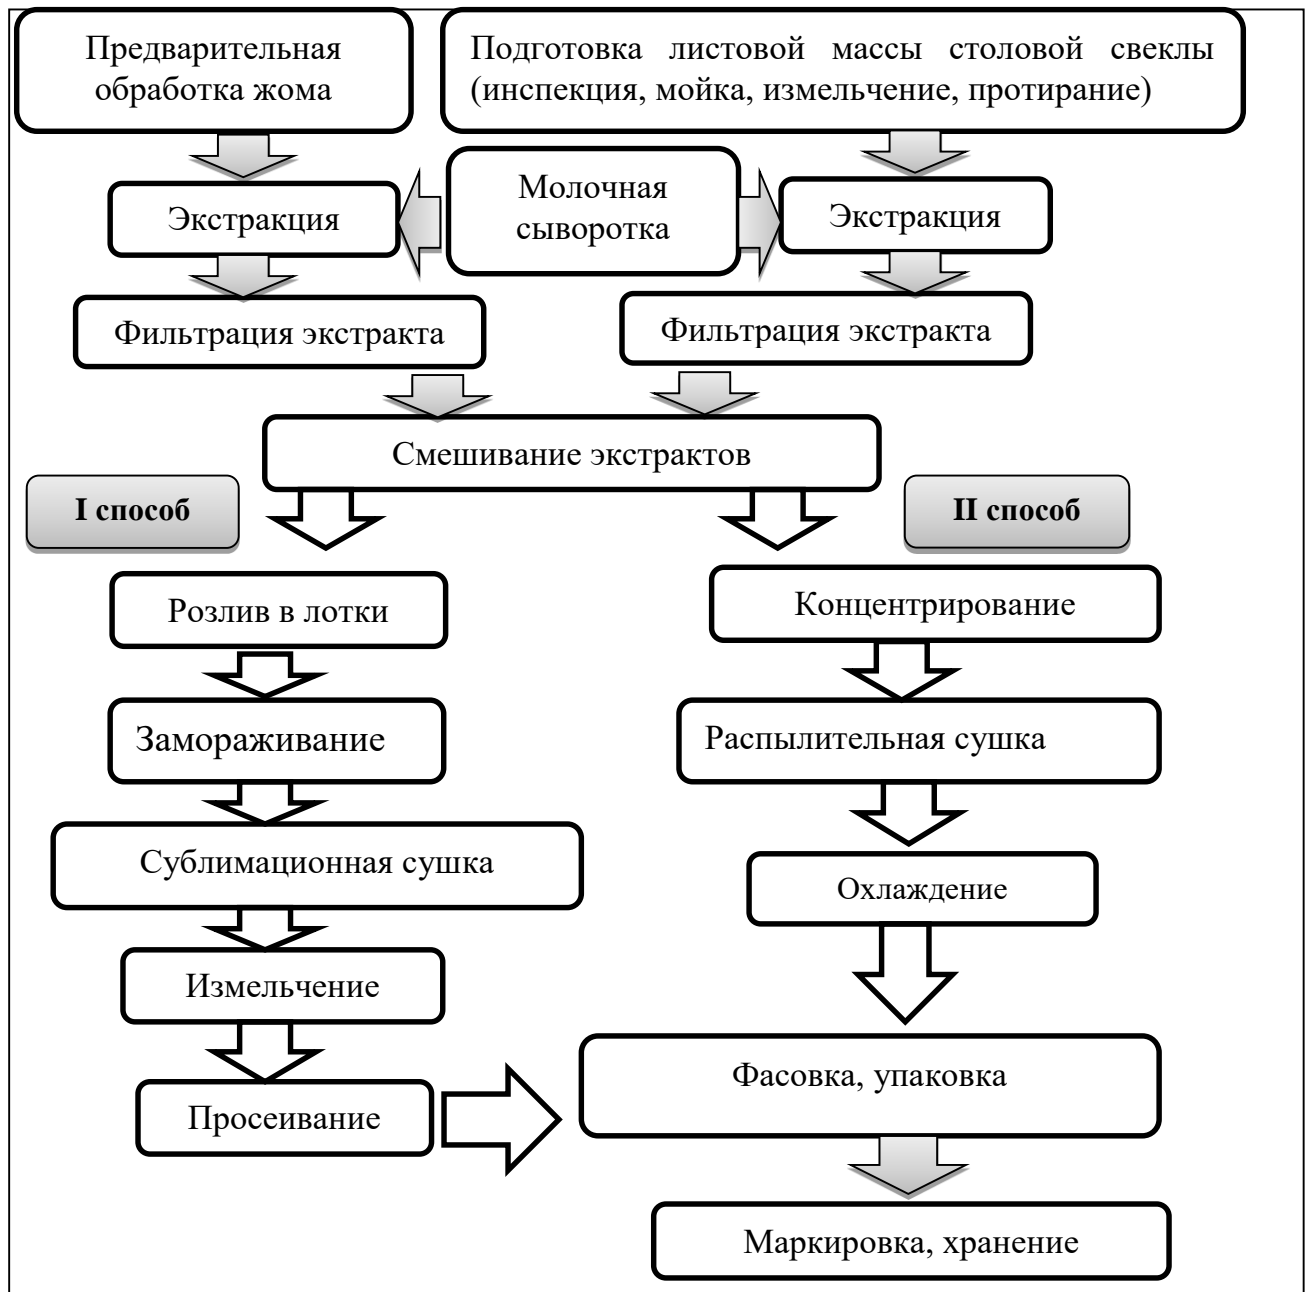 Предварительная
обработка жома
Подготовка листовой массы столовой свеклы
(инспекция, мойка, измельчение, протирание)
Экстракция
Молочная
сыворотка
Экстракция
Фильтрация экстракта
Фильтрация экстракта
Смешивание экстрактов
I способ
II способ
Розлив в лотки
Концентрирование
Замораживание
Распылительная сушка
Сублимационная сушка
Охлаждение
Измельчение
Фасовка, упаковка
Просеивание
Маркировка, хранение